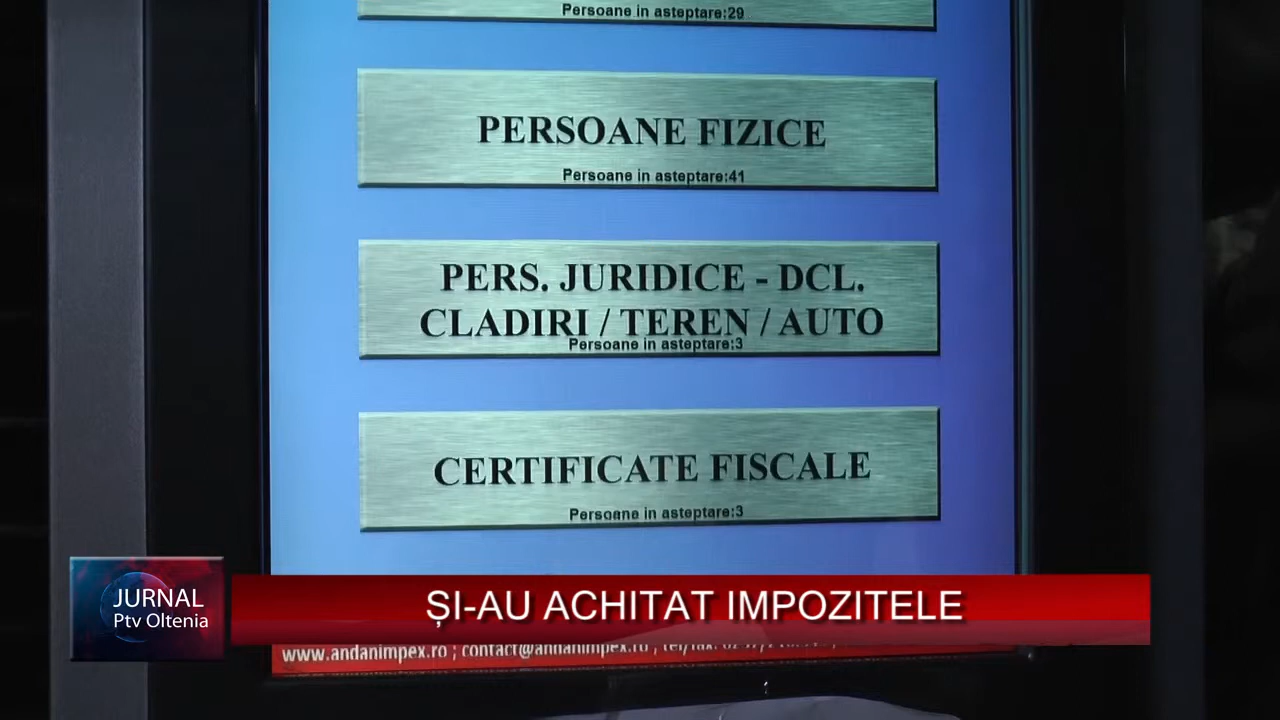 Persoane in asteptare:29
PERSOANE FIZICE
Persoane in asteptare:41
PERS. JURIDICE - DCL.
CLADIRI / TEREN / AUTO
Persoane in asteptare:3
CERTIFICATE FISCALE
Persoane in asteptare:3
JURNAL
Ptv Oltenia
ȘI-AU ACHITAT IMPOZITELE
www.andanimpex.ro ; contact@andanimpex.ro ; tel/fax: